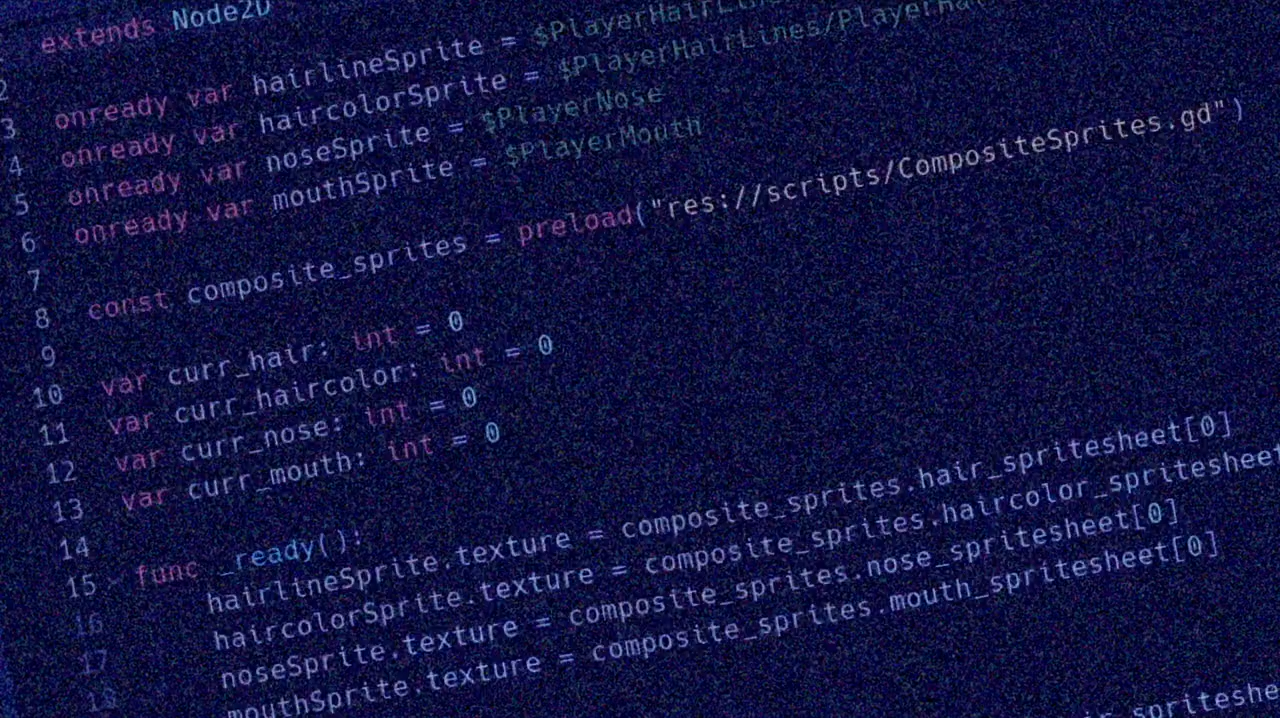 extends Node2D
2
3 onready var hairlineSprite = $PlayerHairLine
4 onready var haircolorSprite = $PlayerHairLines/PlayerHa
5 onready var noseSprite = $PlayerNose
6 onready var mouthSprite = $PlayerMouth
7
8 const composite_sprites = preload("res://scripts/CompositeSprites.gd")
9
10 var curr_hair: int = 0
11 var curr_haircolor: int = 0
12 var curr_nose: int = 0
13 var curr_mouth: int = 0
14
15 func _ready():
16 hairlineSprite.texture = composite_sprites.hair_spritesheet[0]
17 haircolorSprite.texture = composite_sprites.haircolor_spritesheet
18 noseSprite.texture = composite_sprites.nose_spritesheet[0]
mouthSprite.texture = composite_sprites.mouth_spritesheet[0]